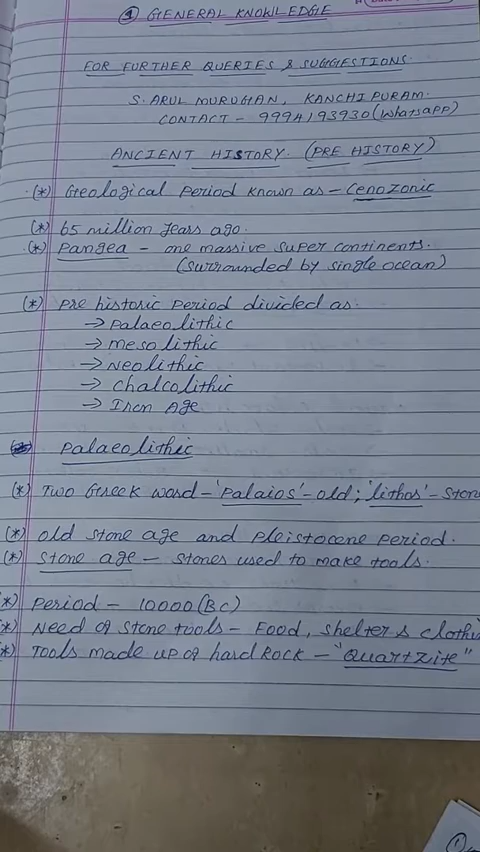 ① GENERAL KNOWLEDGE
FOR FURTHER QUERIES & SUGGESTIONS.
S. ARUL MURUGHAN, KANCHIPURAM.
CONTACT - 9994193930 (WhatsAPP)
ANCIENT HISTORY. (PRE HISTORY)
(*) Geological Period known as - Cenozonic
(*) 65 million years ago.
(*) Pangea - one massive super continents.
(surrounded by single ocean)
(*) Pre historic period divided as.
→ Palaeolithic
→ mesolithic
→ Neolithic
→ Chalcolithic
→ Iron Age
Palaeolithic
(*) Two Greek word - 'Palaios' - old; 'lithos' - Stone
(*) old stone age and Pleistocene Period.
(*) Stone age - Stones used to make tools.
*) Period - 10000 (BC)
*) Need of Stone tools - Food, shelter & clothi
*) Tools made up of hard Rock - "Quartzite"